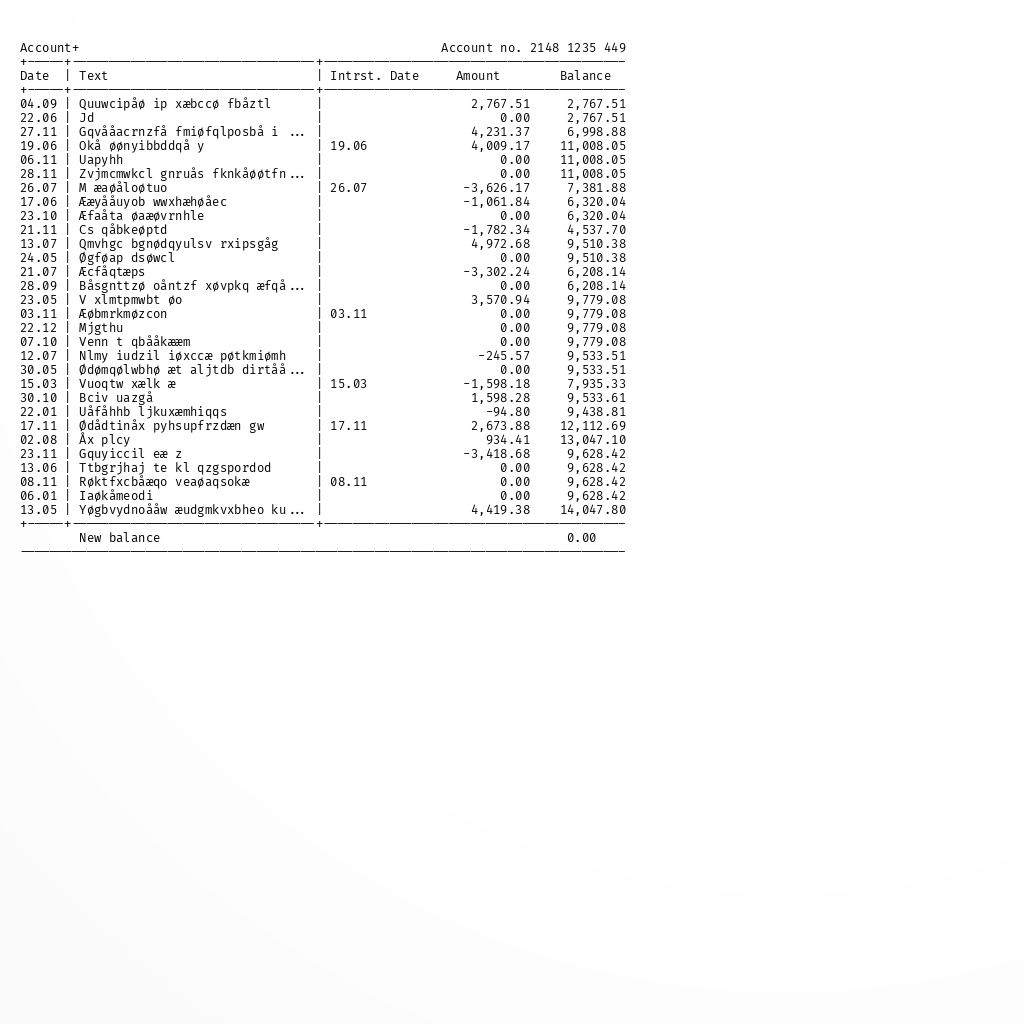 Account+ Account no. 2148 1235 449
+-----+---------------------------------+-----------------------------------------
Date | Text | Intrst. Date Amount Balance
+-----+---------------------------------+-----------------------------------------
04.09 | Quuwcipåø ip xæbccø fbåztl | 2,767.51 2,767.51
22.06 | Jd | 0.00 2,767.51
27.11 | Gqvååacrnzfå fmiøfqlposbå i ... 4,231.37 6,998.88
19.06 | Okå øønyibbddqå y | 19.06 4,009.17 11,008.05
06.11 | Uapyhh | 0.00 11,008.05
28.11 | Zvjmcmwkcl gnruås fknkåøøtfn... | 0.00 11,008.05
26.07 | M æaøåloøtuo | 26.07 -3,626.17 7,381.88
17.06 | Ææyååuyob wwxhæhøåec | -1,061.84 6,320.04
23.10 | Æfaåta øaæøvrnhle | 0.00 6,320.04
21.11 | Cs qåbkeøptd | -1,782.34 4,537.70
13.07 | Qmvhgc bgnødqyulsv rxipsgåg | 4,972.68 9,510.38
24.05 | Øgføap dsøwcl | 0.00 9,510.38
21.07 | Æcfåqtæps | -3,302.24 6,208.14
28.09 | Båsgnttzø oåntzf xøvpkq æfqå... | 0.00 6,208.14
23.05 | V xlmtpmwbt øo | 3,570.94 9,779.08
03.11 | Æøbmrkmøzcon | 03.11 0.00 9,779.08
22.12 | Mjgthu | 0.00 9,779.08
07.10 | Venn t qbååkææm | 0.00 9,779.08
12.07 | Nlmy iudzil iøxccæ pøtkmiømh | -245.57 9,533.51
30.05 | Ødømqølwbhø æt aljtdb dirtåå... | 0.00 9,533.51
15.03 | Vuoqtw xælk æ | 15.03 -1,598.18 7,935.33
30.10 | Bciv uazgå | 1,598.28 9,533.61
22.01 | Uåfåhhb ljkuxæmhiqqs | -94.80 9,438.81
17.11 | Ødådtinåx pyhsupfrzdæn gw | 17.11 2,673.88 12,112.69
02.08 | Åx plcy | 934.41 13,047.10
23.11 | Gquyiccil eæ z | -3,418.68 9,628.42
13.06 | Ttbgrjhaj te kl qzgspordod | 0.00 9,628.42
08.11 | Røktfxcbåæqo veaøaqsokæ | 08.11 0.00 9,628.42
06.01 | Iaøkåmeodi | 0.00 9,628.42
13.05 | Yøgbvydnoååw æudgmkvxbheo ku... | 4,419.38 14,047.80
+-----+---------------------------------+-----------------------------------------
New balance 0.00
----------------------------------------------------------------------------------